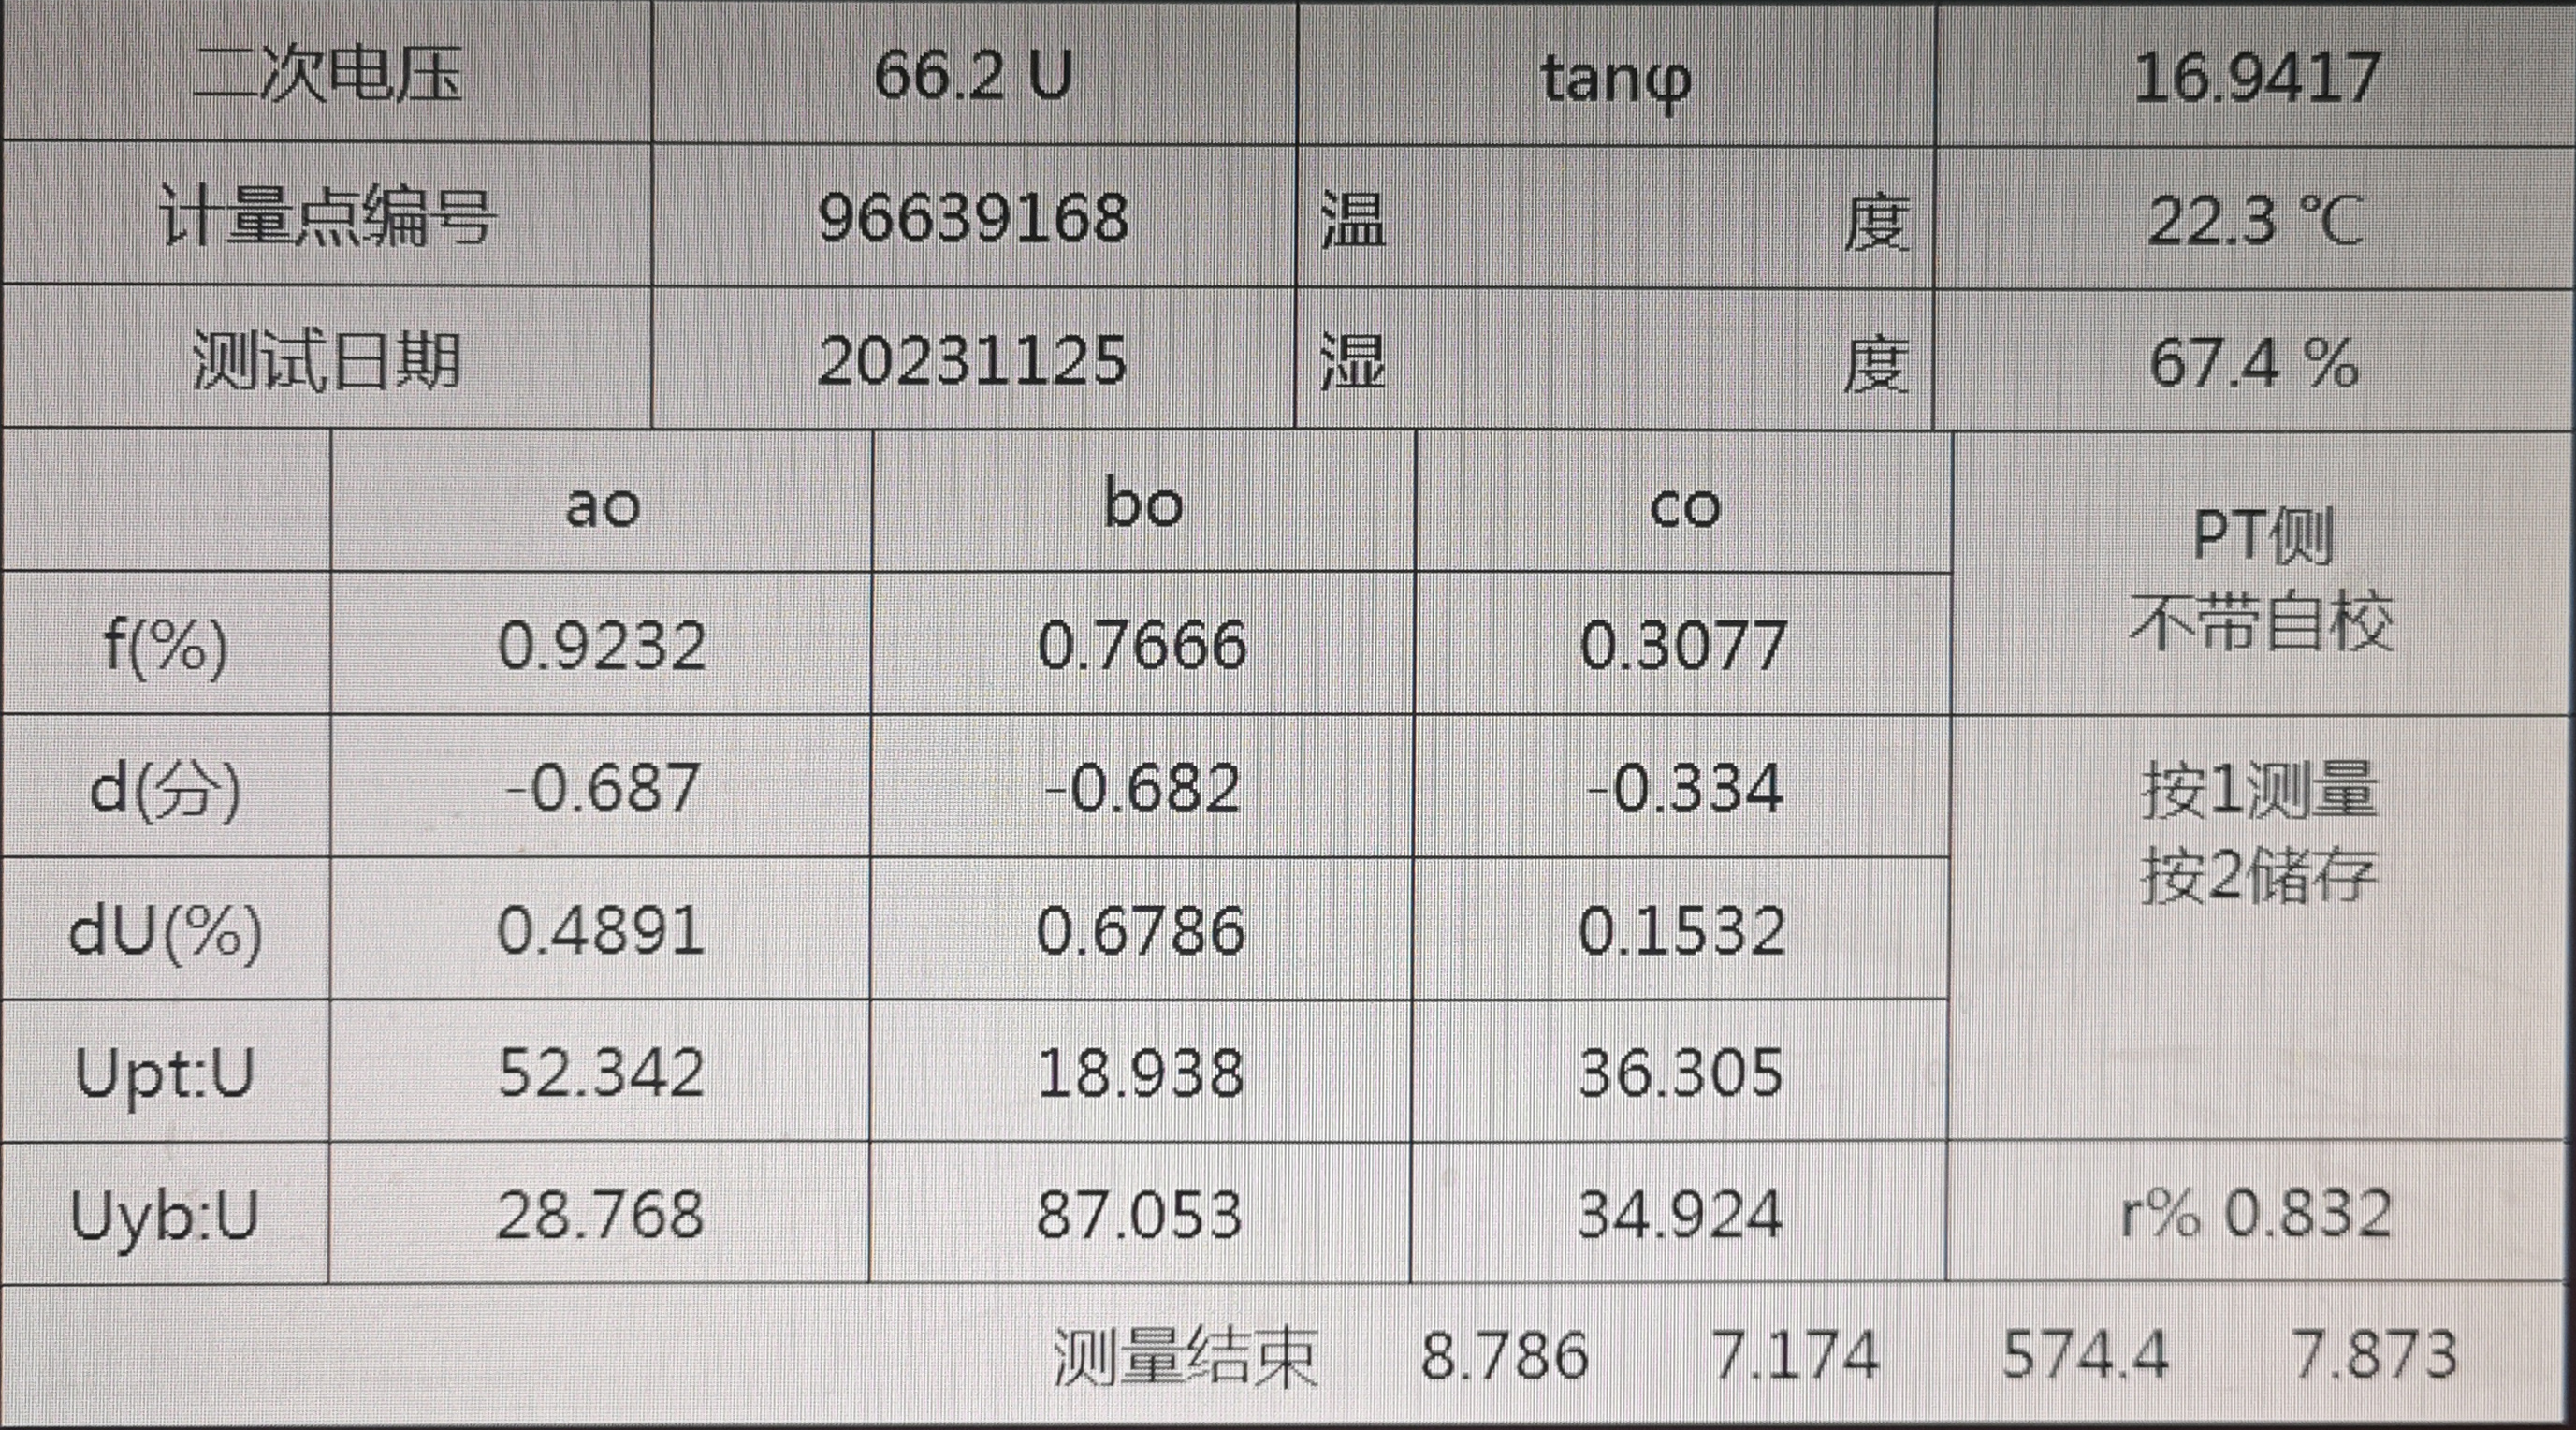 二次电压 66.2 U tanφ 16.9417
计量点编号 96639168 温 度 22.3 ℃
测试日期 20231125 湿 度 67.4 %
ao bo co
PT侧
不带自校
f(%) 0.9232 0.7666 0.3077
d(分) -0.687 -0.682 -0.334
按1测量
按2储存
dU(%) 0.4891 0.6786 0.1532
Upt:U 52.342 18.938 36.305
Uyb:U 28.768 87.053 34.924 r% 0.832
测量结束 8.786 7.174 574.4 7.873